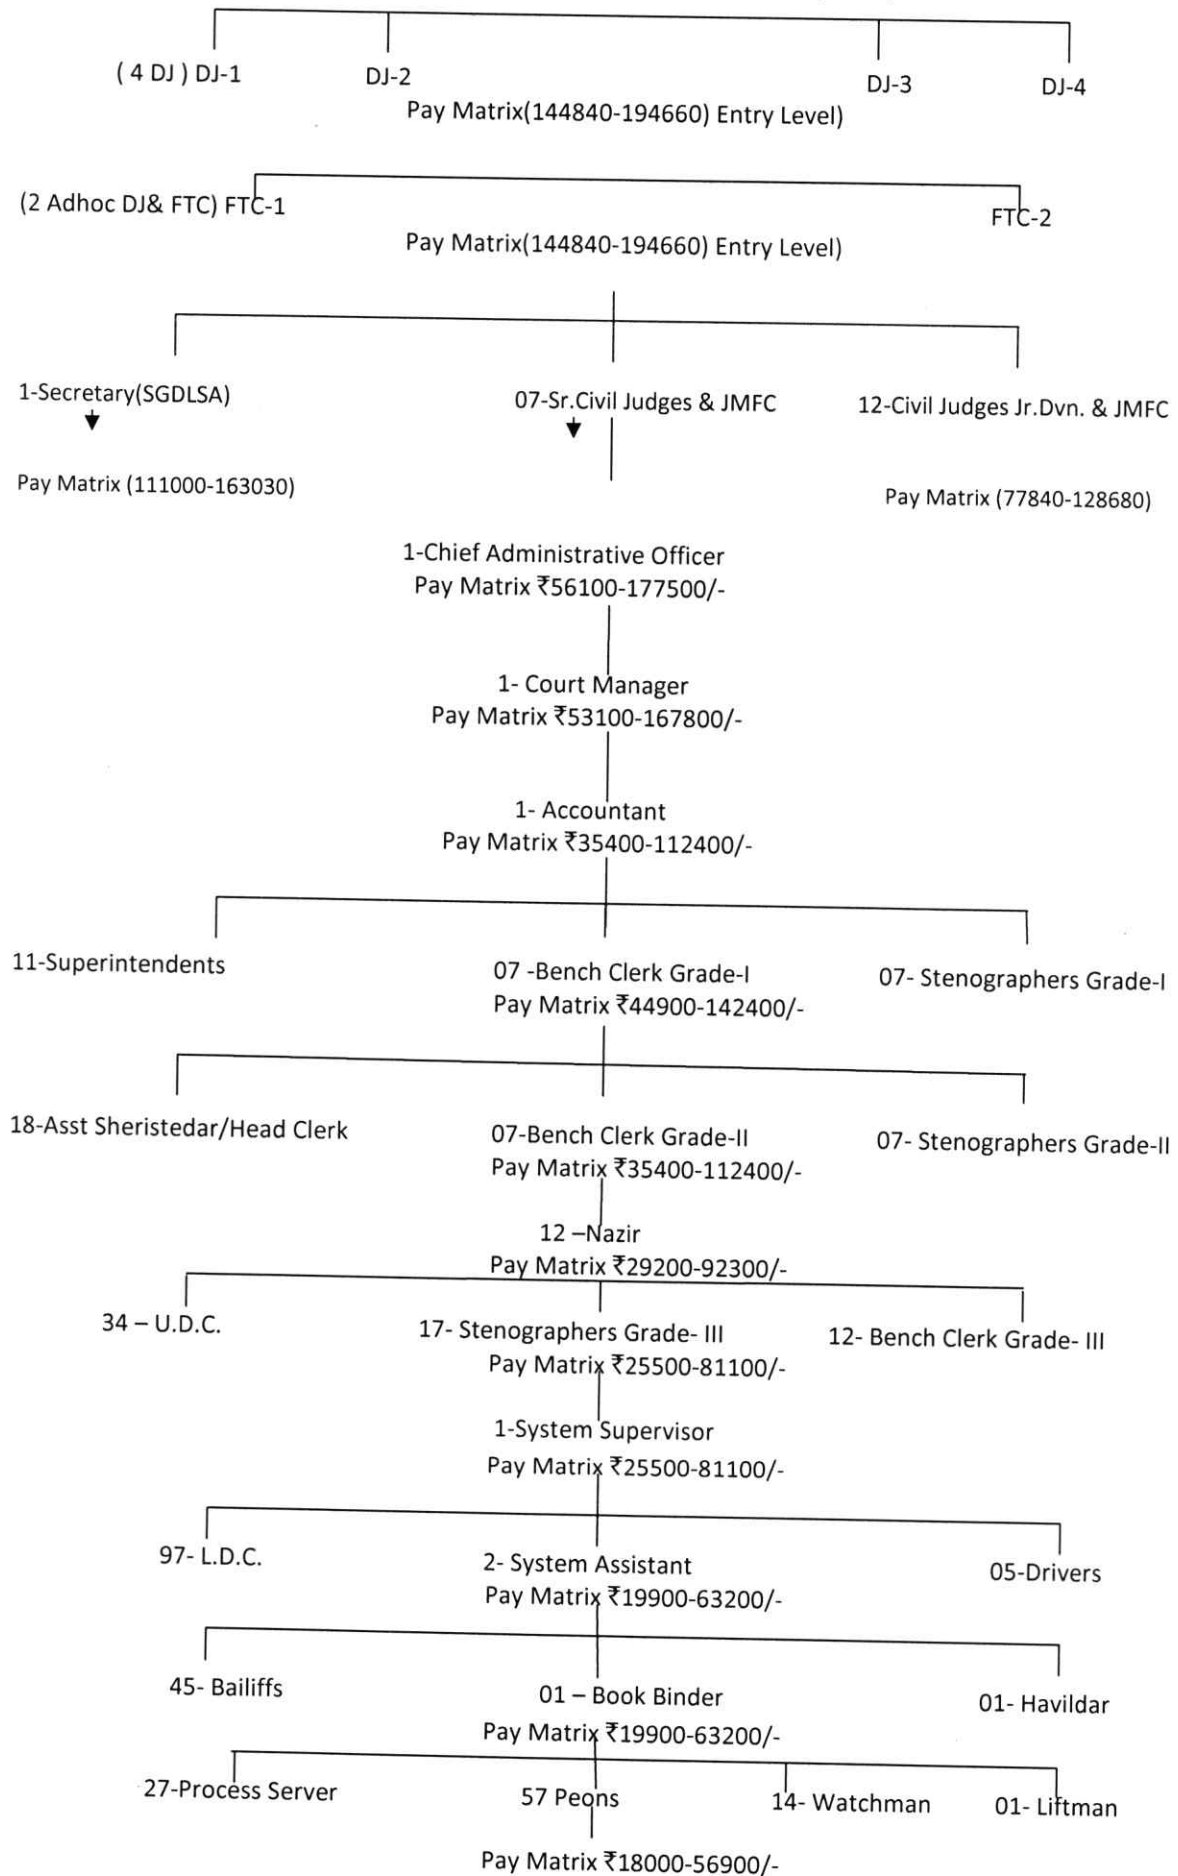 ( 4 DJ ) DJ-1 DJ-2 DJ-3 DJ-4
Pay Matrix(144840-194660) Entry Level)
(2 Adhoc DJ& FTC) FTC-1 FTC-2
Pay Matrix(144840-194660) Entry Level)
1-Secretary(SGDLSA) 07-Sr.Civil Judges & JMFC 12-Civil Judges Jr.Dvn. & JMFC
Pay Matrix (111000-163030) Pay Matrix (77840-128680)
1-Chief Administrative Officer
Pay Matrix ₹56100-177500/-
1- Court Manager
Pay Matrix ₹53100-167800/-
1- Accountant
Pay Matrix ₹35400-112400/-
11-Superintendents 07 -Bench Clerk Grade-I 07- Stenographers Grade-I
Pay Matrix ₹44900-142400/-
18-Asst Sheristedar/Head Clerk 07-Bench Clerk Grade-II 07- Stenographers Grade-II
Pay Matrix ₹35400-112400/-
12 –Nazir
Pay Matrix ₹29200-92300/-
34 – U.D.C. 17- Stenographers Grade- III 12- Bench Clerk Grade- III
Pay Matrix ₹25500-81100/-
1-System Supervisor
Pay Matrix ₹25500-81100/-
97- L.D.C. 2- System Assistant 05-Drivers
Pay Matrix ₹19900-63200/-
45- Bailiffs 01 – Book Binder 01- Havildar
Pay Matrix ₹19900-63200/-
27-Process Server 57 Peons 14- Watchman 01- Liftman
Pay Matrix ₹18000-56900/-